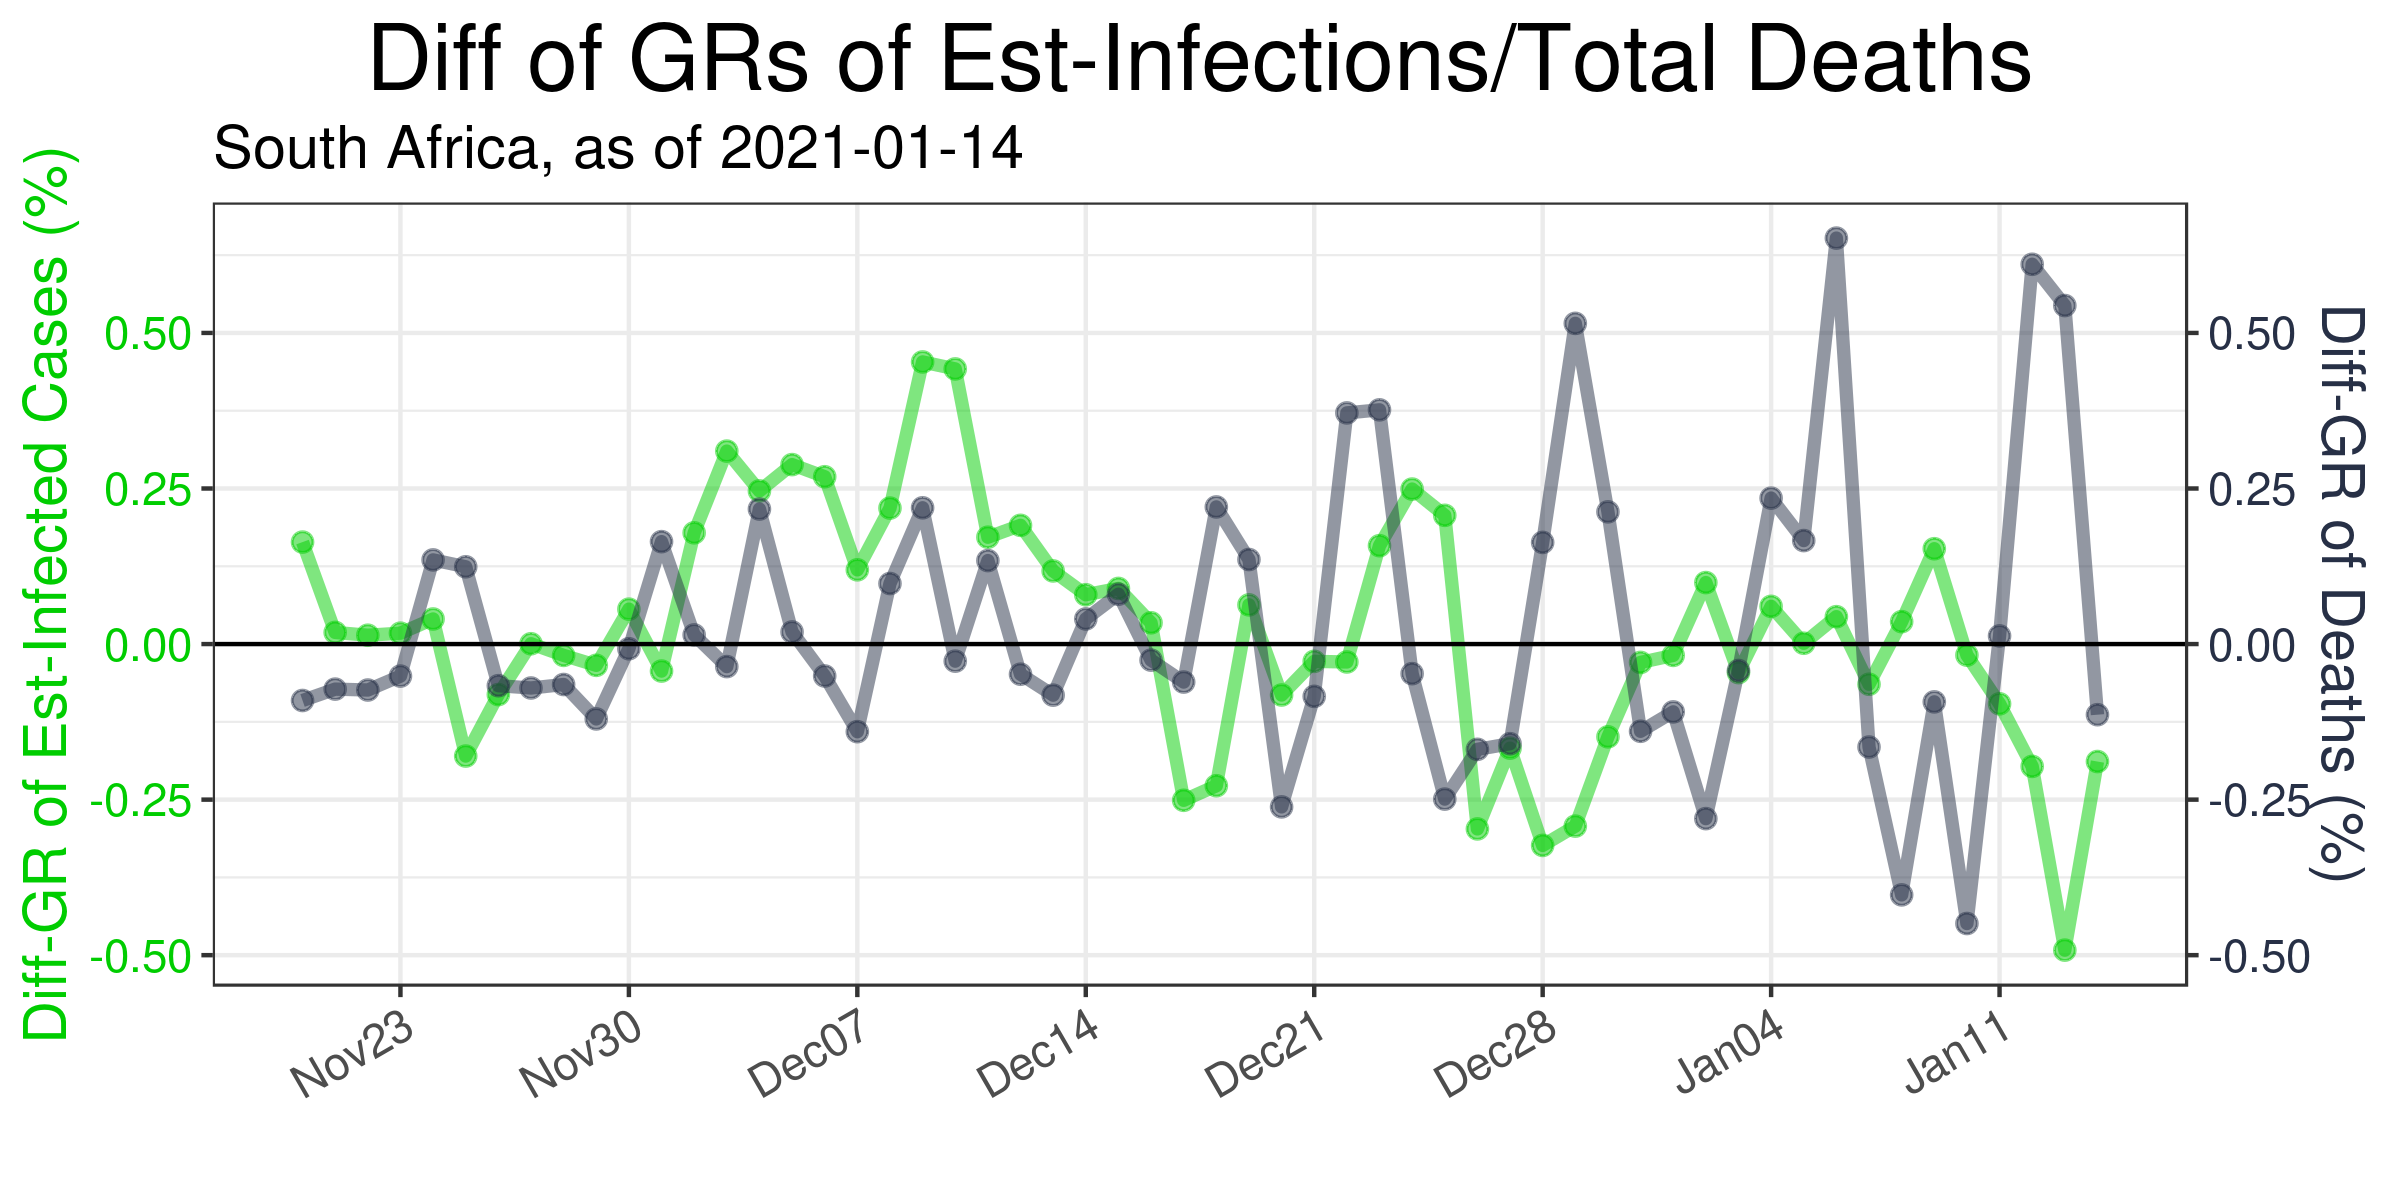 Diff of GRs of Est-Infections/Total Deaths
South Africa, as of 2021-01-14
Diff-GR of Est-Infected Cases (%)
0.50
0.25
0.00
-0.25
-0.50
0.50
0.25
0.00
-0.25
-0.50
Diff-GR of Deaths (%)
Nov23
Nov30
Dec07
Dec14
Dec21
Dec28
Jan04
Jan11